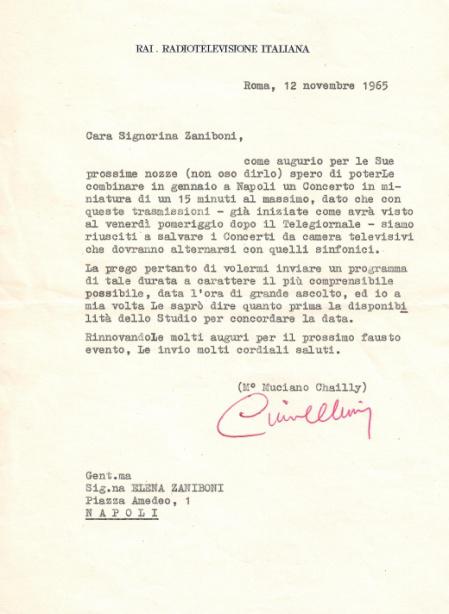 RAI . RADIOTELEVISIONE ITALIANA
Roma, 12 novembre 1965
Cara Signorina Zaniboni,
come augurio per le Sue
prossime nozze (non oso dirlo) spero di poterLe
combinare in gennaio a Napoli un Concerto in mi-
niatura di un 15 minuti al massimo, dato che con
queste trasmissioni - già iniziate come avrà visto
al venerdì pomeriggio dopo il Telegiornale - siamo
riusciti a salvare i Concerti da camera televisivi
che dovranno alternarsi con quelli sinfonici.
La prego pertanto di volermi inviare un programma
di tale durata a carattere il più comprensibile
possibile, data l'ora di grande ascolto, ed io a
mia volta Le saprò dire quanto prima la disponibi
lità dello Studio per concordare la data.
RinnovandoLe molti auguri per il prossimo fausto
evento, Le invio molti cordiali saluti.
(Mº Muciano Chailly)
Gent.ma
Sig.na ELENA ZANIBONI
Piazza Amedeo, 1
N A P O L I